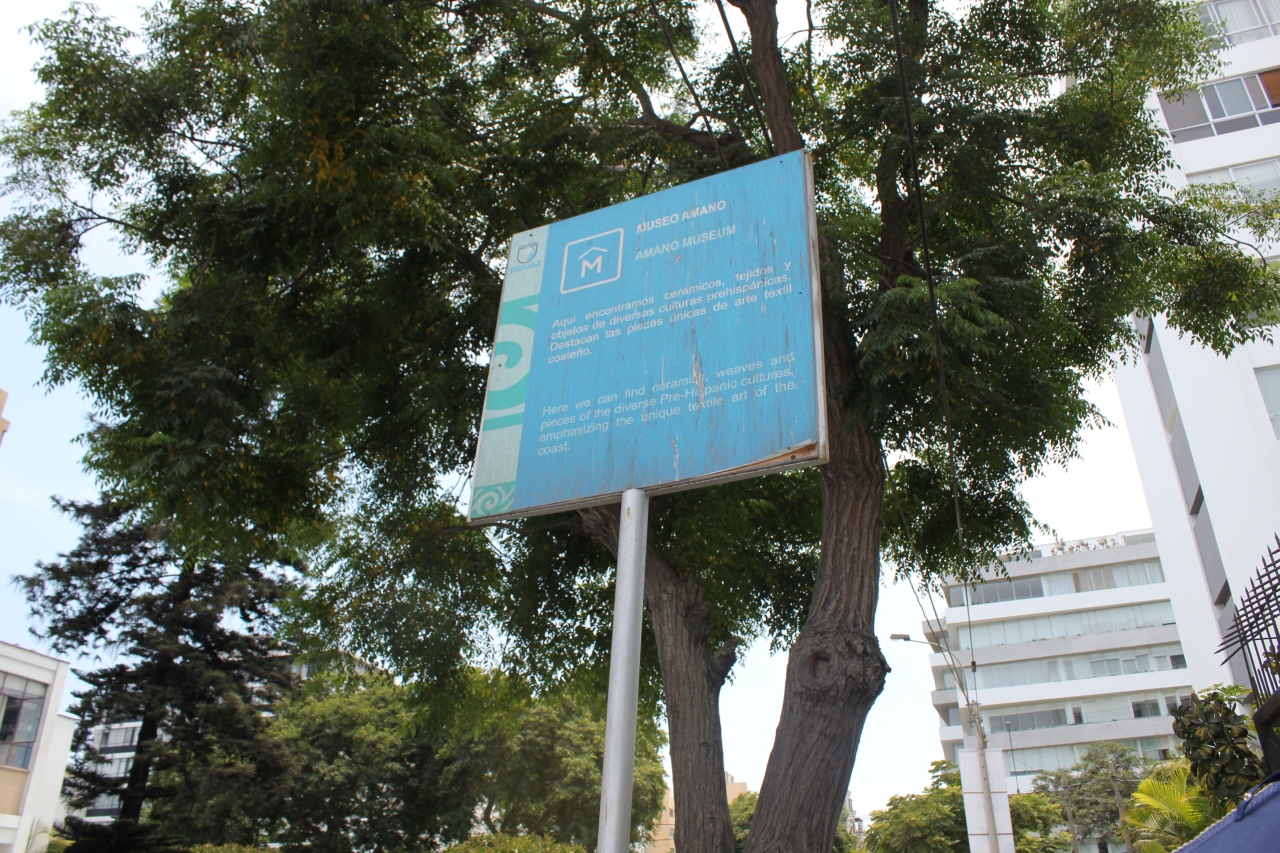 MUSEO AMANO
AMANO MUSEUM
M
Aquí encontramos cerámicos, tejidos y
objetos de diversas culturas prehispánicas.
Destacan las piezas únicas de arte textil
costeño.
Here we can find ceramics, weaves and
pieces of the diverse Pre-Hispanic cultures,
emphasizing the unique textile art of the
coast.